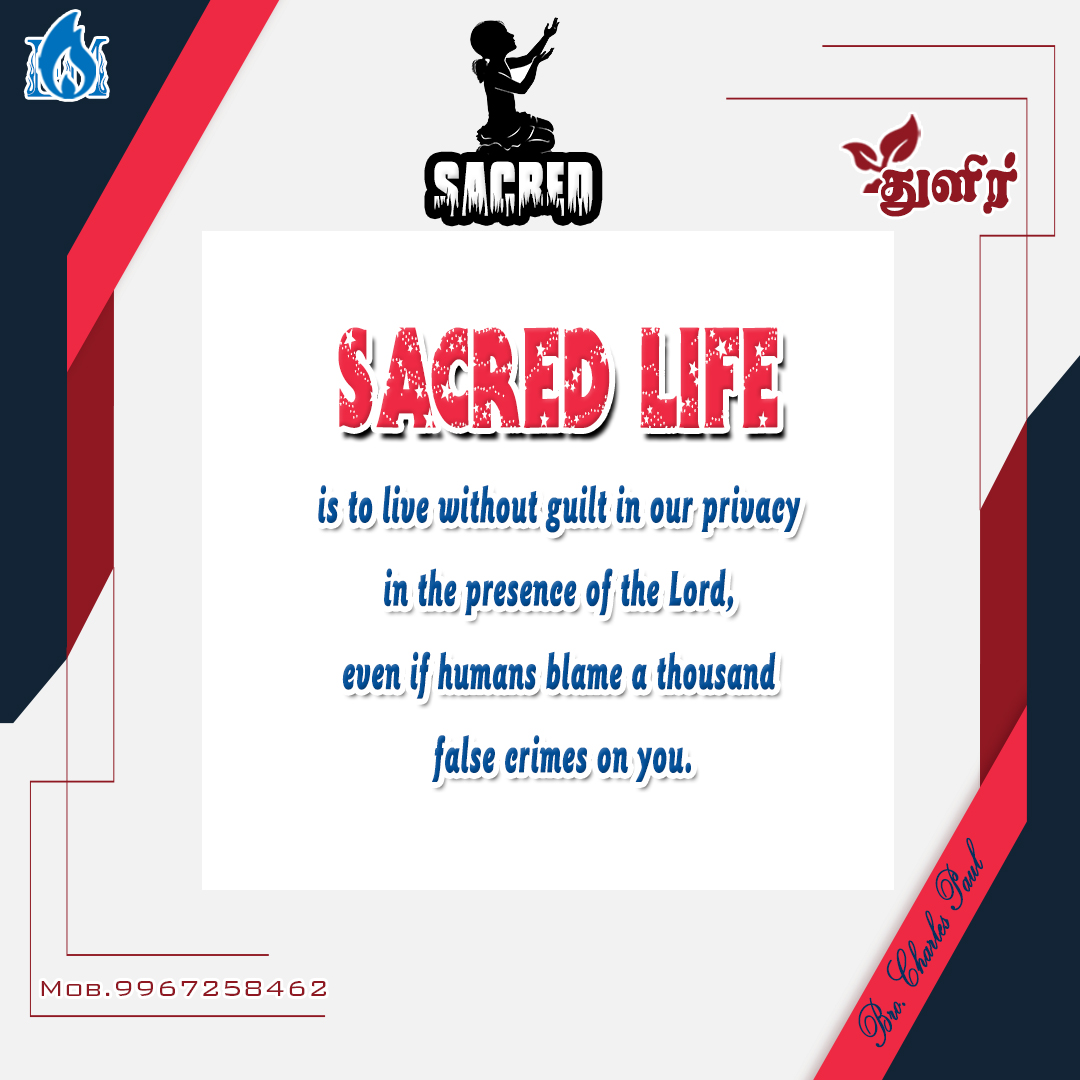 SACRED
துளிர்
SACRED LIFE
is to live without guilt in our privacy
in the presence of the Lord,
even if humans blame a thousand
false crimes on you.
Bro. Charles Paul
Mob.9967258462